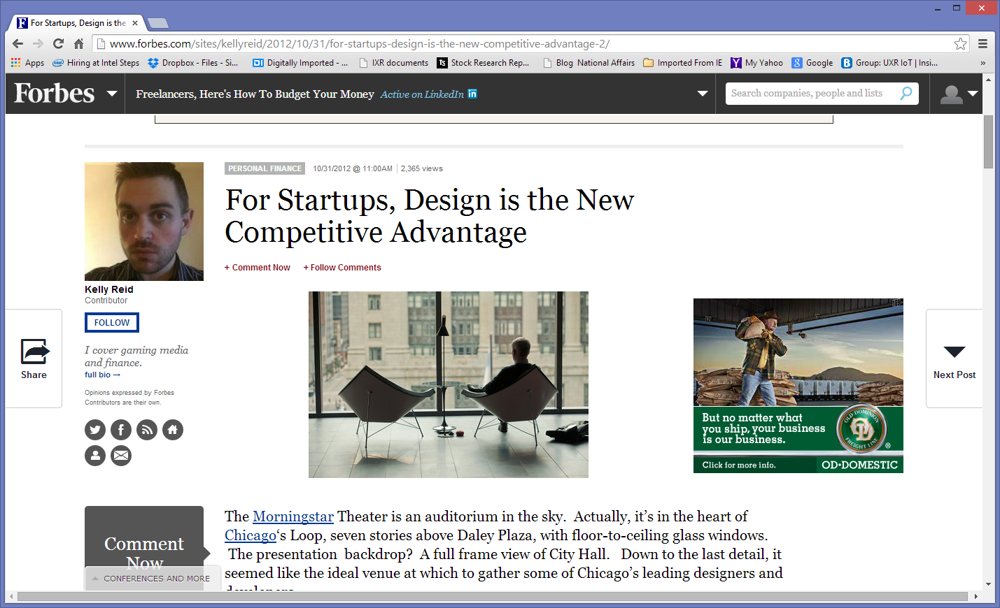 For Startups, Design is the
www.forbes.com/sites/kellyreid/2012/10/31/for-startups-design-is-the-new-competitive-advantage-2/
Apps Hiring at Intel Steps Dropbox - Files - Si... Digitally Imported - ... IXR documents Stock Research Rep... Blog National Affairs Imported From IE My Yahoo Google Group: UXR IoT | Insi... »
Forbes Freelancers, Here's How To Budget Your Money Active on LinkedIn in Search companies, people and lists
PERSONAL FINANCE 10/31/2012 @ 11:00AM 2,365 views
For Startups, Design is the New
Competitive Advantage
+ Comment Now + Follow Comments
Kelly Reid
Contributor
FOLLOW
I cover gaming media
and finance.
full bio →
Opinions expressed by Forbes
Contributors are their own.
Share
Next Post
169
But no matter what
you ship, your business
is our business.
OLD DOMINION
OD
FREIGHT LINE
®
Click for more info. OD•DOMESTIC
Comment
Now
CONFERENCES AND MORE
The Morningstar Theater is an auditorium in the sky. Actually, it's in the heart of
Chicago‘s Loop, seven stories above Daley Plaza, with floor-to-ceiling glass windows.
The presentation backdrop? A full frame view of City Hall. Down to the last detail, it
seemed like the ideal venue at which to gather some of Chicago's leading designers and
developers